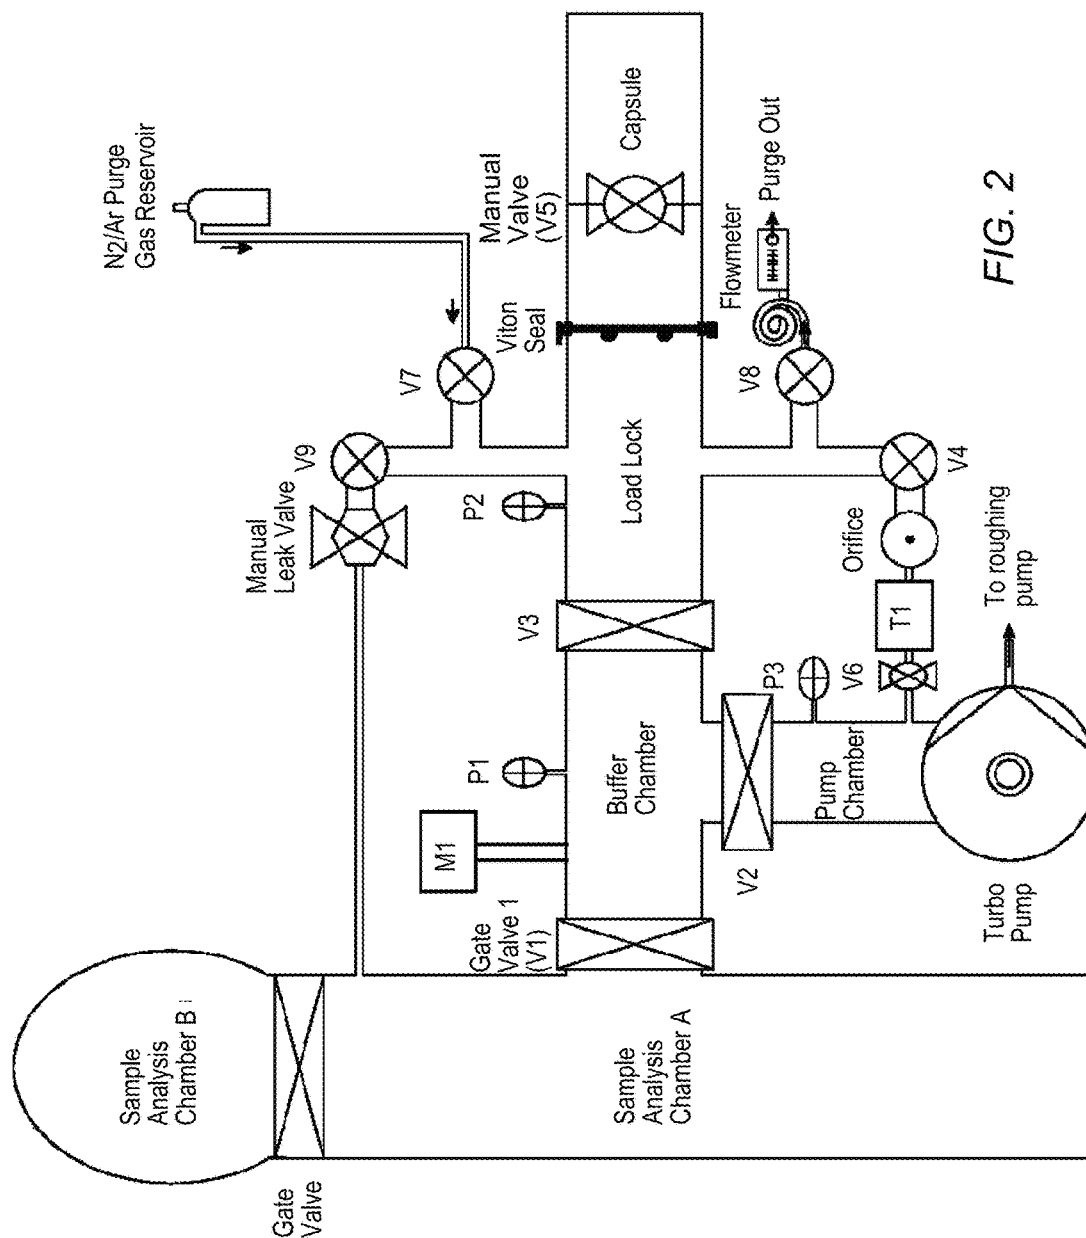 N2/Ar Purge
Gas Reservoir
Sample
Analysis
Chamber B
Gate
Valve
Manual
Leak Valve
V9
V7
M1
P1
P2
Gate
Valve 1
(V1)
V3
Viton
Seal
Manual
Valve
(V5)
Sample
Analysis
Chamber A
Buffer
Chamber
Load Lock
Capsule
V2
P3
V8
Flowmeter
Purge Out
Pump
Chamber
V6
T1
Orifice
V4
Turbo
Pump
To roughing
pump
FIG. 2